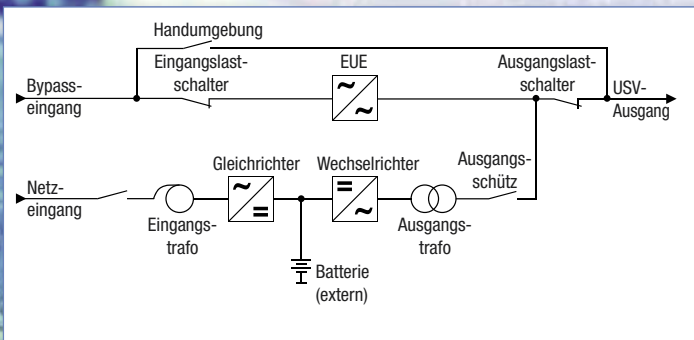 Handumgebung
Bypass-
eingang
Eingangslast-
schalter
EUE
Ausgangslast-
schalter
USV-
Ausgang
Netz-
eingang
Eingangs-
trafo
Gleichrichter
Wechselrichter
Batterie
(extern)
Ausgangs-
trafo
Ausgangs-
schütz